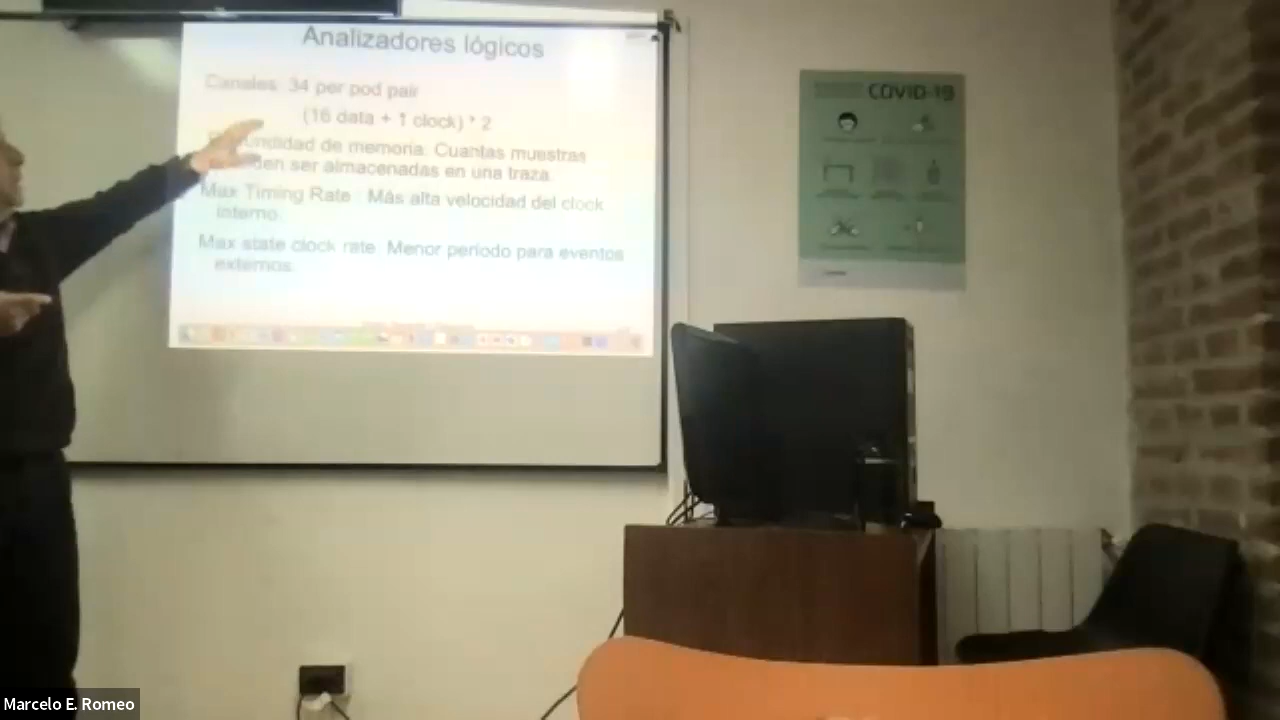 Analizadores lógicos
Canales: 34 per pod pair
(16 data + 1 clock) * 2
de memoria. Cuantas muestras
ser almacenadas en una traza.
Max Timing Rate : Más alta velocidad del clock
interno.
Max state clock rate Menor periodo para eventos
externos.
COVID-19
Marcelo E. Romeo